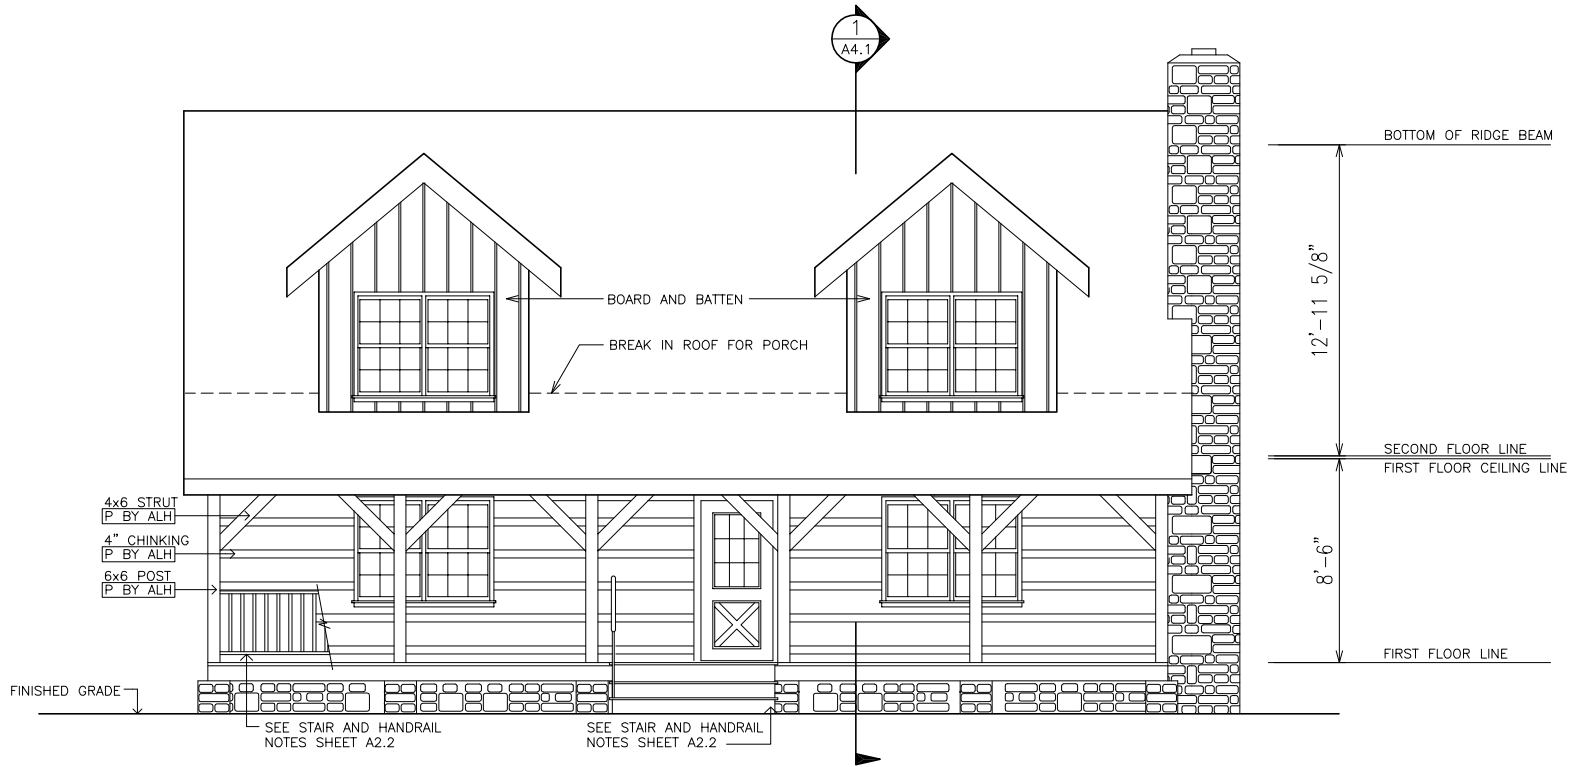 1
A4.1
BOTTOM OF RIDGE BEAM
12'-11 5/8"
BOARD AND BATTEN
BREAK IN ROOF FOR PORCH
SECOND FLOOR LINE
FIRST FLOOR CEILING LINE
4x6 STRUT
P BY ALH
4" CHINKING
P BY ALH
6x6 POST
P BY ALH
8'-6"
FIRST FLOOR LINE
FINISHED GRADE
SEE STAIR AND HANDRAIL
NOTES SHEET A2.2
SEE STAIR AND HANDRAIL
NOTES SHEET A2.2